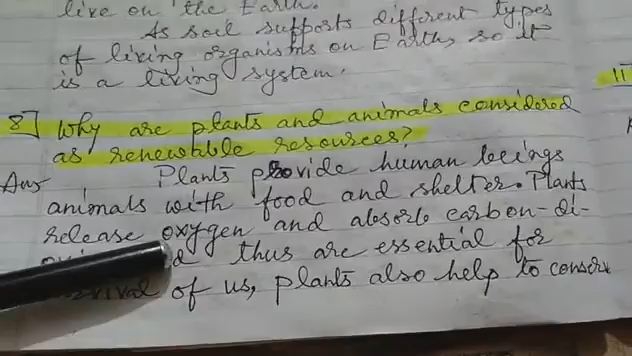 live on the Earth.
As soil supports different types
of living organisms on Earth, so it
is a living system.
8] Why are plants and animals considered
as renewable resources?
Ans Plants provide human beings
animals with food and shelter. Plants
release oxygen and absorb carbon-di-
thus are essential for
of us, plants also help to conserv
11